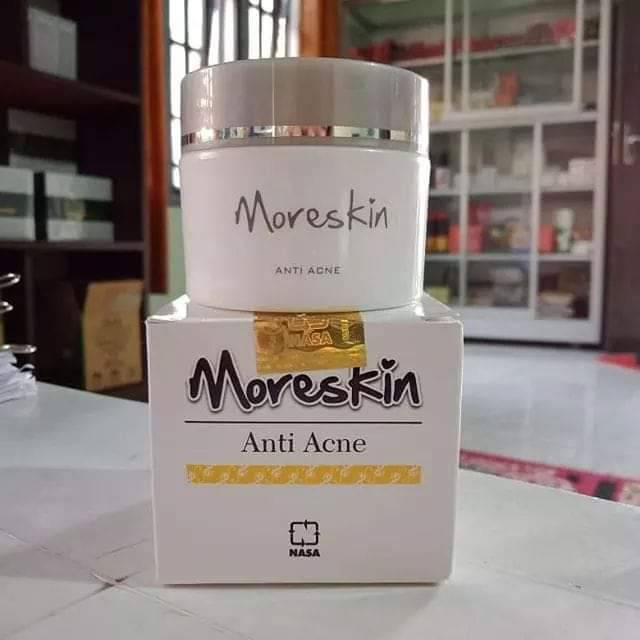 Moreskin
ANTI ACNE
NASA
Moreskin
Anti Acne
NASA